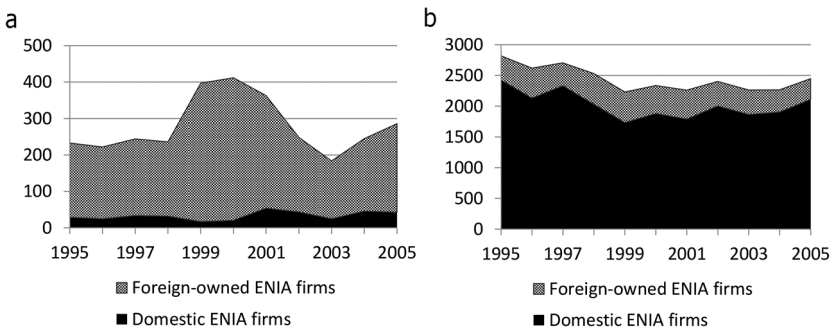 a
500
400
300
200
100
0
1995 1997 1999 2001 2003 2005
Foreign-owned ENIA firms
Domestic ENIA firms
b
3000
2500
2000
1500
1000
500
0
1995 1997 1999 2001 2003 2005
Foreign-owned ENIA firms
Domestic ENIA firms